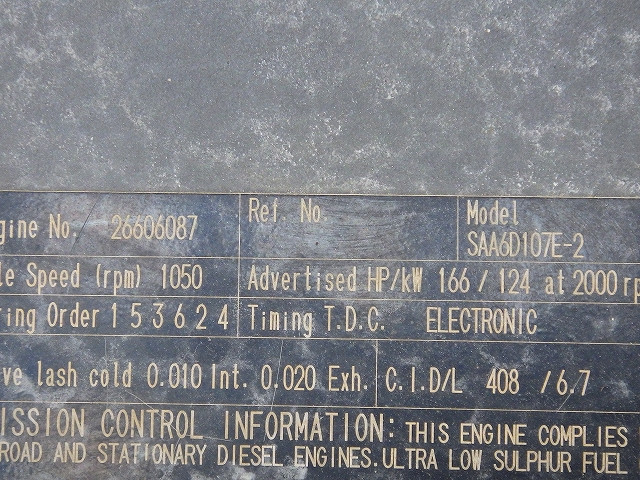 gine No. 26606087 Ref. No. Model
SAA6D107E-2
le Speed (rpm) 1050 Advertised HP/kW 166 / 124 at 2000 rp
ring Order 1 5 3 6 2 4 Timing T.D.C. ELECTRONIC
ve lash cold 0.010 Int. 0.020 Exh. C.I.D/L 408 /6.7
ISSION CONTROL INFORMATION: THIS ENGINE COMPLIES
ROAD AND STATIONARY DIESEL ENGINES. ULTRA LOW SULPHUR FUEL